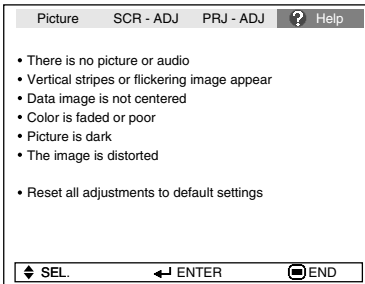 Picture SCR - ADJ PRJ - ADJ ? Help
• There is no picture or audio
• Vertical stripes or flickering image appear
• Data image is not centered
• Color is faded or poor
• Picture is dark
• The image is distorted
• Reset all adjustments to default settings
SEL. ENTER END